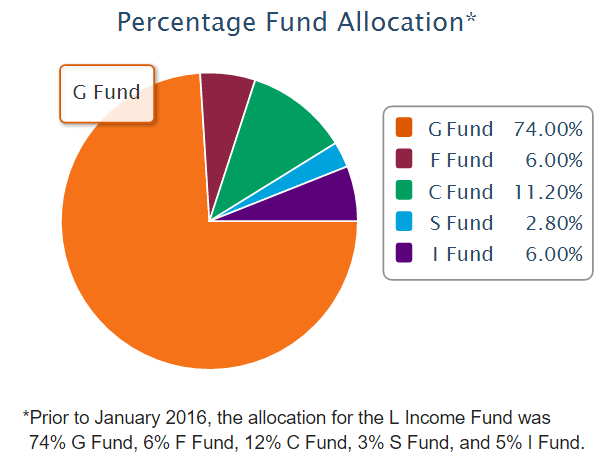 Percentage Fund Allocation*
G Fund
G Fund 74.00%
F Fund 6.00%
C Fund 11.20%
S Fund 2.80%
I Fund 6.00%
*Prior to January 2016, the allocation for the L Income Fund was
74% G Fund, 6% F Fund, 12% C Fund, 3% S Fund, and 5% I Fund.